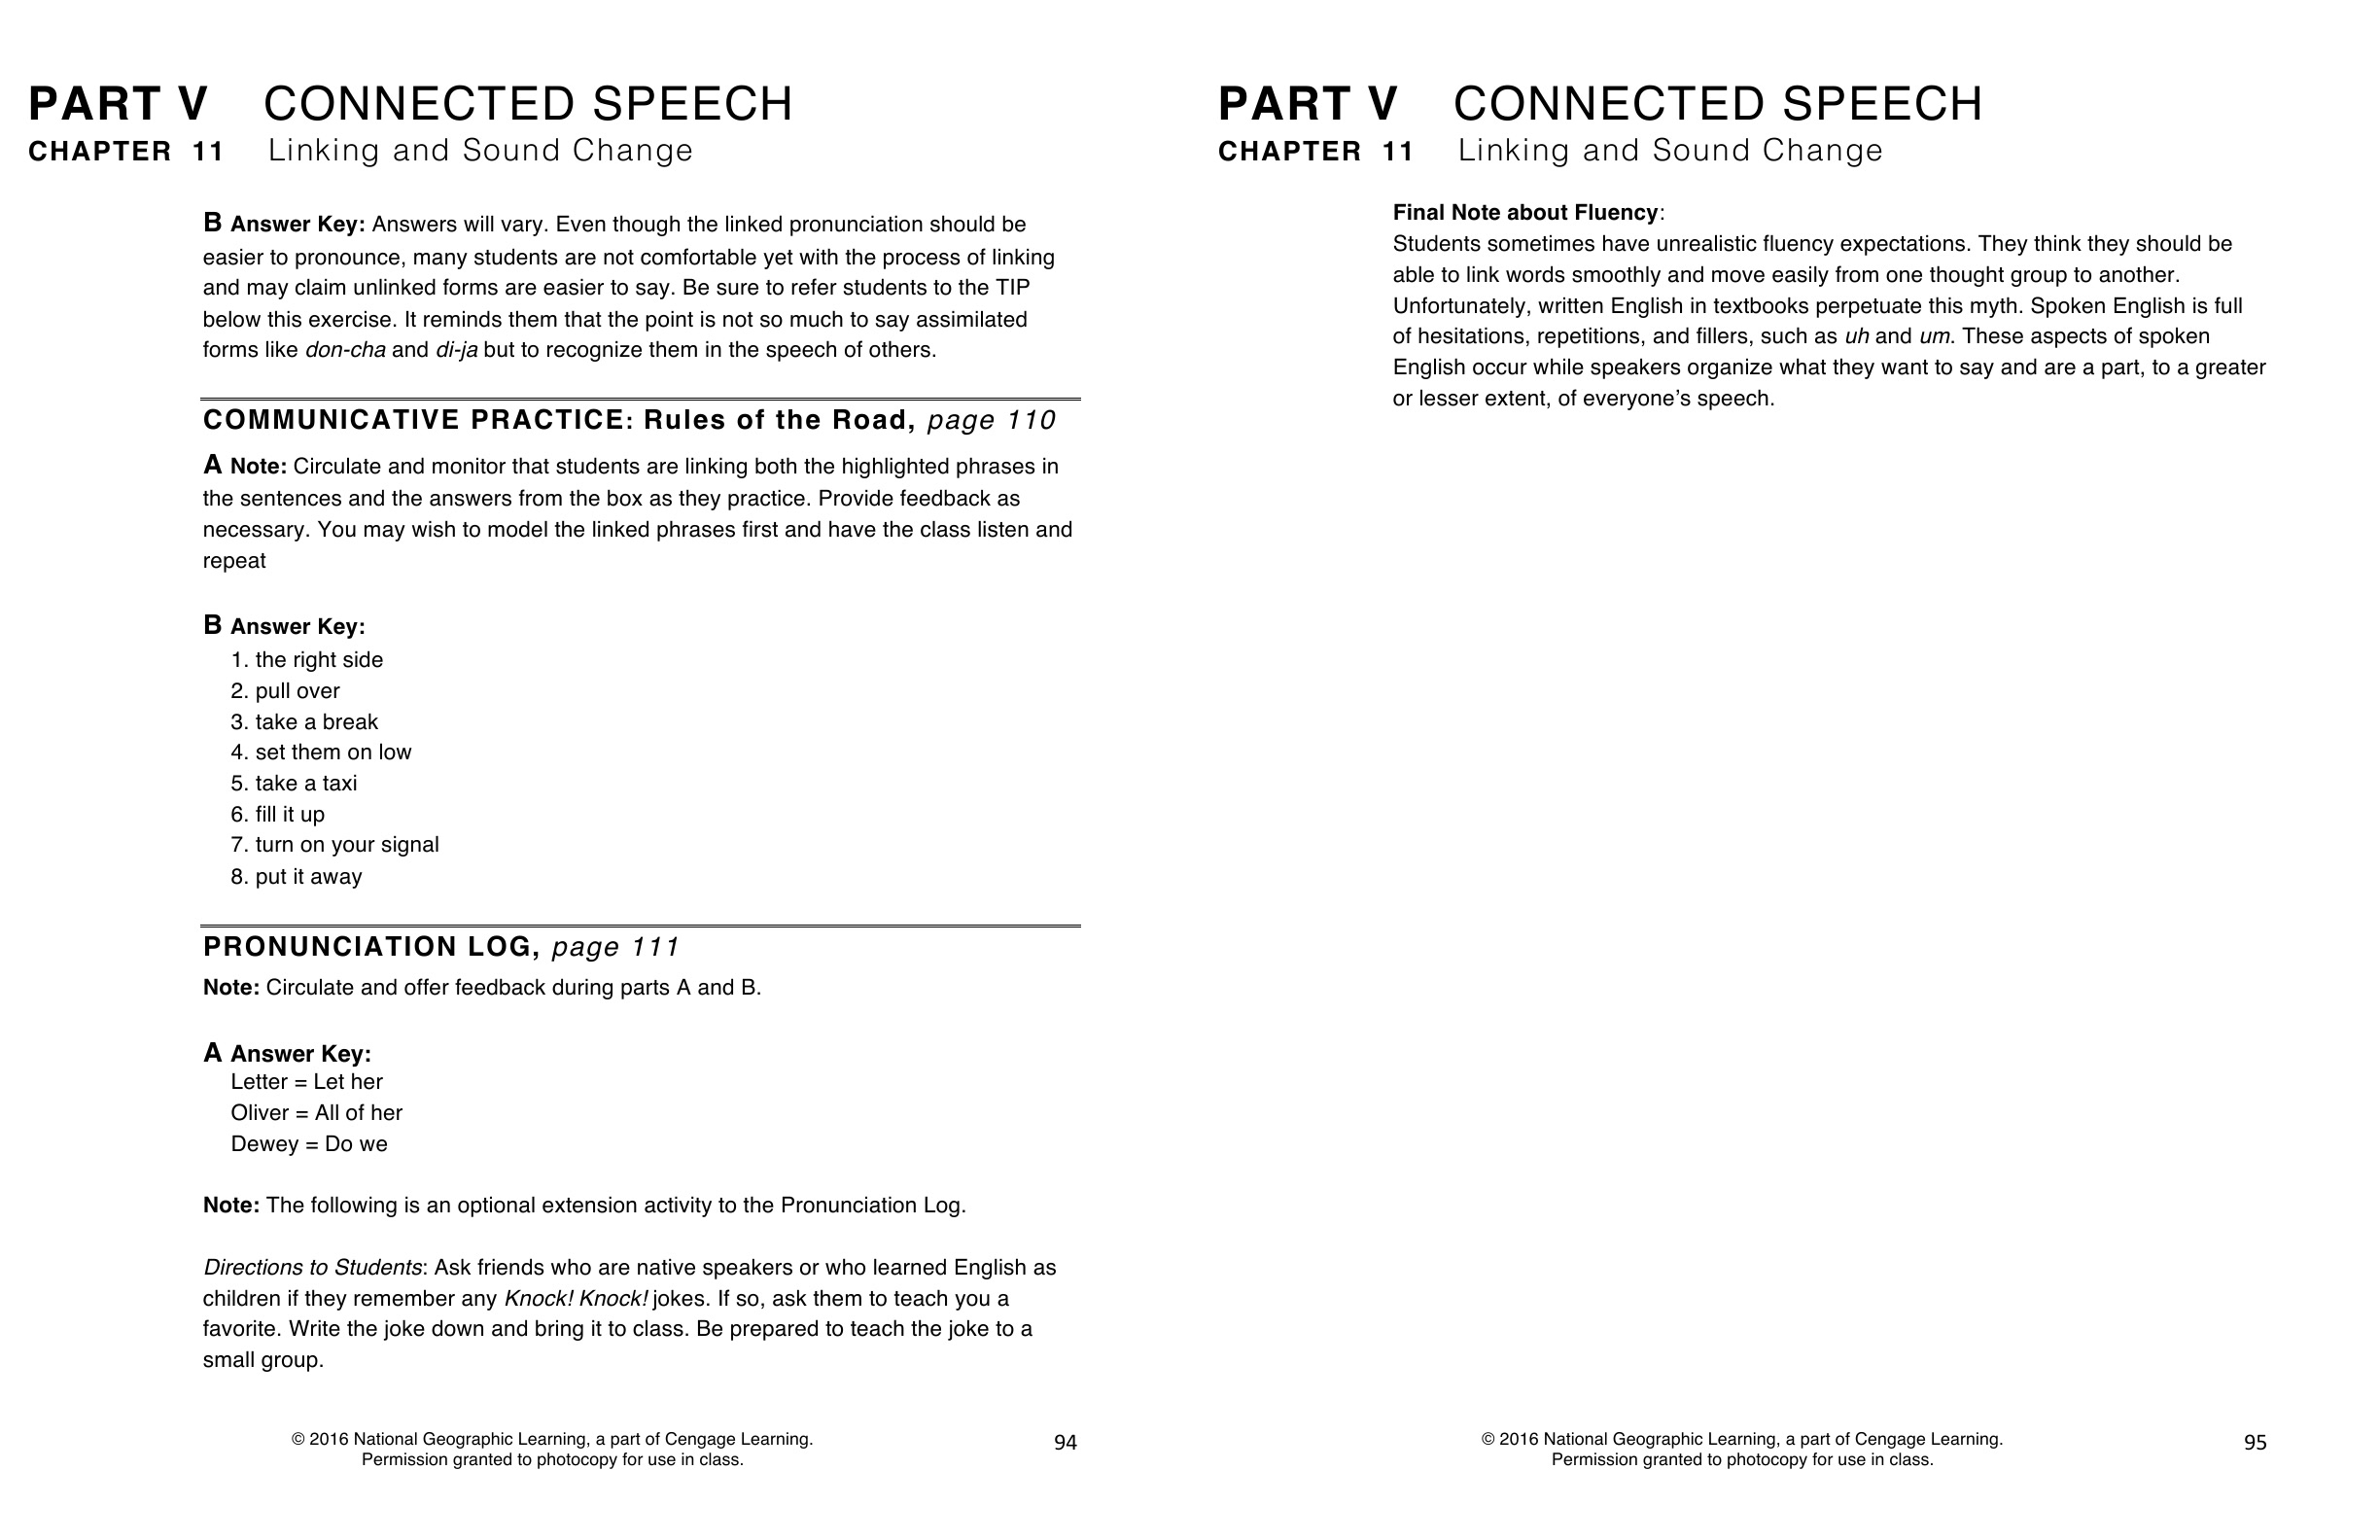 PART V CONNECTED SPEECH
CHAPTER 11 Linking and Sound Change
B Answer Key: Answers will vary. Even though the linked pronunciation should be
easier to pronounce, many students are not comfortable yet with the process of linking
and may claim unlinked forms are easier to say. Be sure to refer students to the TIP
below this exercise. It reminds them that the point is not so much to say assimilated
forms like don-cha and di-ja but to recognize them in the speech of others.
COMMUNICATIVE PRACTICE: Rules of the Road, page 110
A Note: Circulate and monitor that students are linking both the highlighted phrases in
the sentences and the answers from the box as they practice. Provide feedback as
necessary. You may wish to model the linked phrases first and have the class listen and
repeat
B Answer Key:
1. the right side
2. pull over
3. take a break
4. set them on low
5. take a taxi
6. fill it up
7. turn on your signal
8. put it away
PRONUNCIATION LOG, page 111
Note: Circulate and offer feedback during parts A and B.
A Answer Key:
Letter = Let her
Oliver = All of her
Dewey = Do we
Note: The following is an optional extension activity to the Pronunciation Log.
Directions to Students: Ask friends who are native speakers or who learned English as
children if they remember any Knock! Knock! jokes. If so, ask them to teach you a
favorite. Write the joke down and bring it to class. Be prepared to teach the joke to a
small group.
© 2016 National Geographic Learning, a part of Cengage Learning.
Permission granted to photocopy for use in class.
94
PART V CONNECTED SPEECH
CHAPTER 11 Linking and Sound Change
Final Note about Fluency:
Students sometimes have unrealistic fluency expectations. They think they should be
able to link words smoothly and move easily from one thought group to another.
Unfortunately, written English in textbooks perpetuate this myth. Spoken English is full
of hesitations, repetitions, and fillers, such as uh and um. These aspects of spoken
English occur while speakers organize what they want to say and are a part, to a greater
or lesser extent, of everyone’s speech.
© 2016 National Geographic Learning, a part of Cengage Learning.
Permission granted to photocopy for use in class.
95